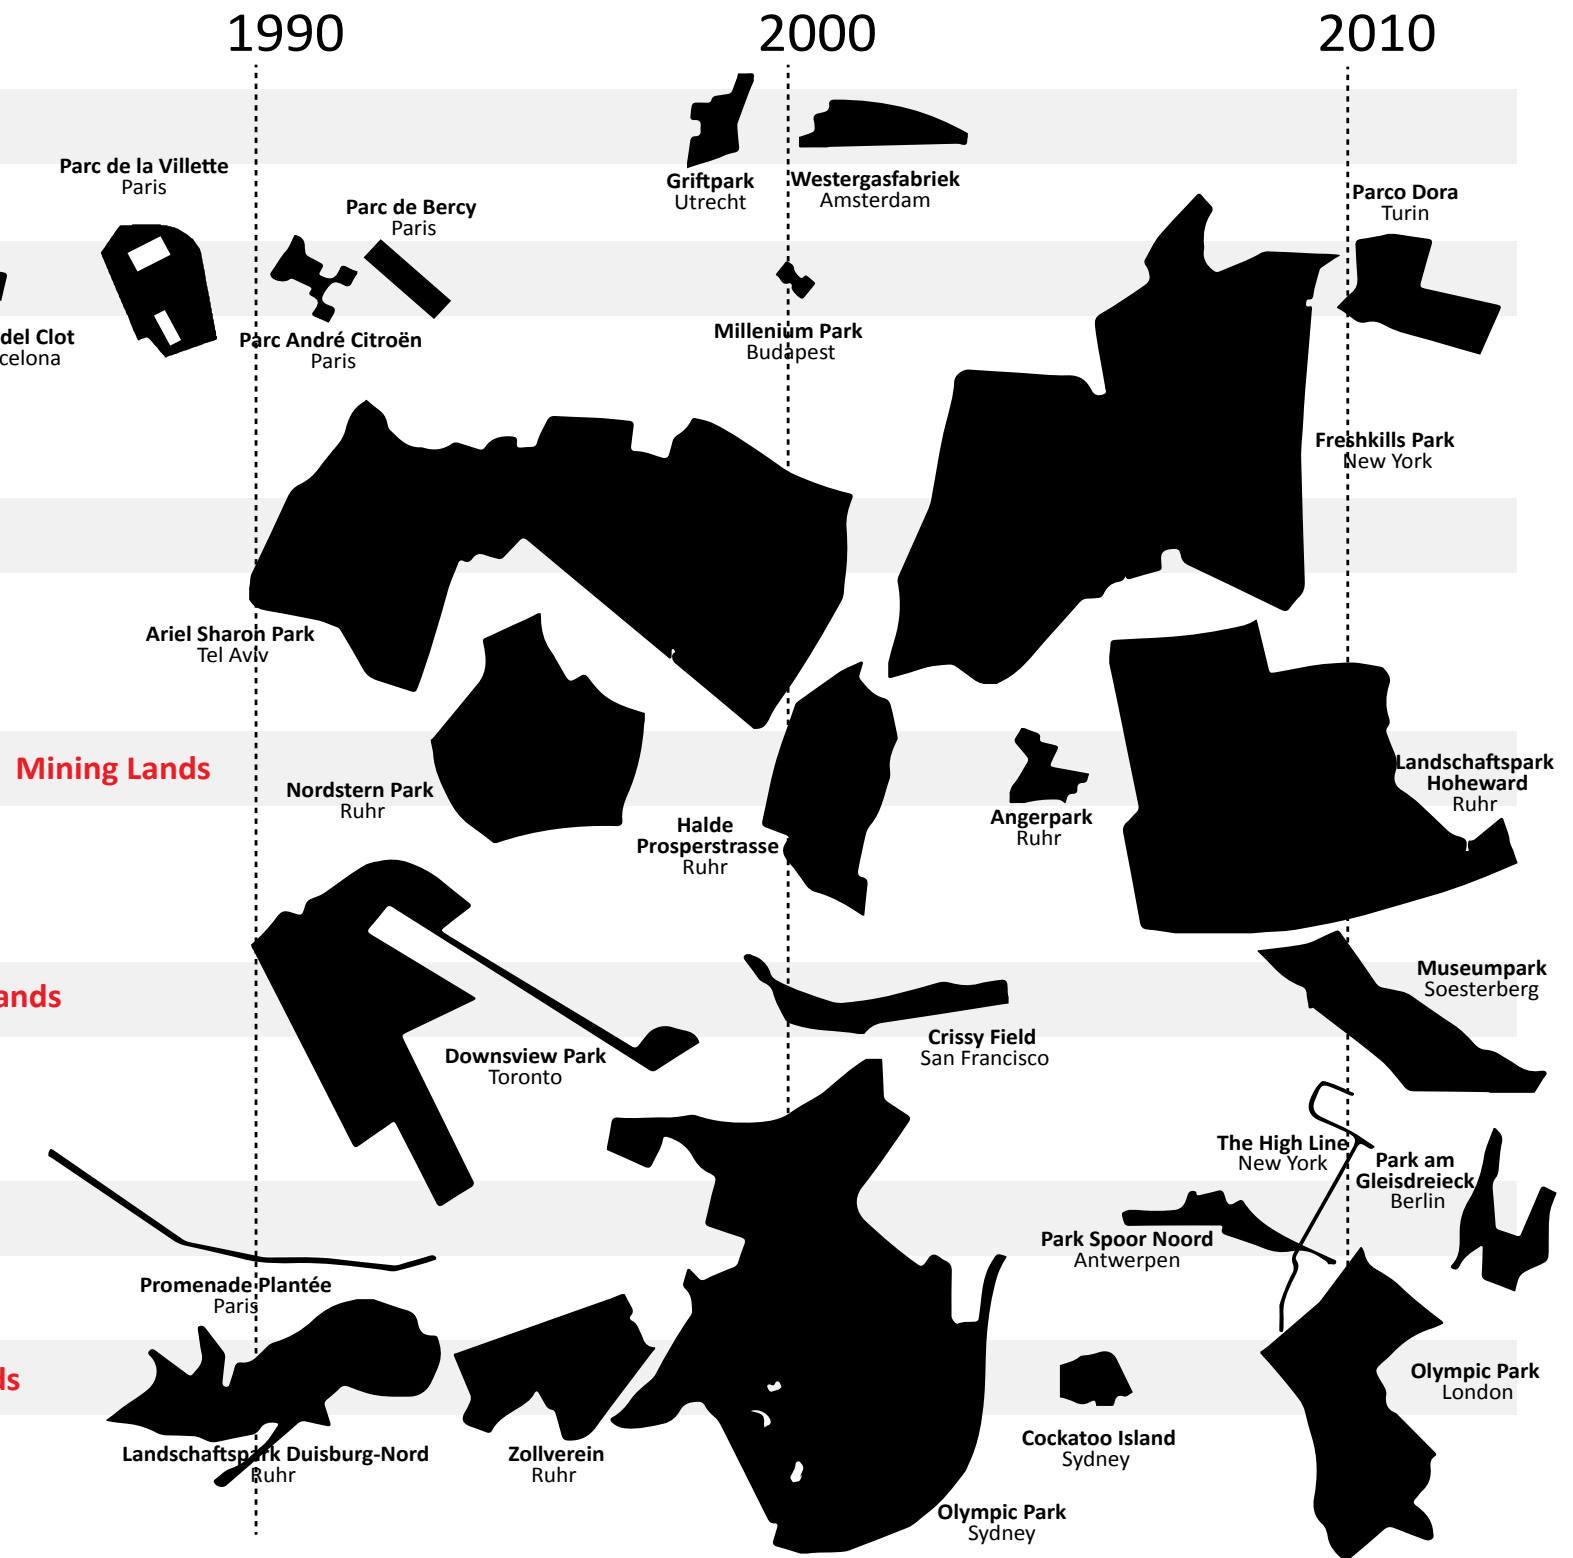 1990
2000
2010
Parc de la Villette
Paris
Parc de Bercy
Paris
Griftpark
Utrecht
Westergasfabriek
Amsterdam
Parco Dora
Turin
del Clot
celona
Parc André Citroën
Paris
Millenium Park
Budapest
Freshkills Park
New York
Ariel Sharon Park
Tel Aviv
Mining Lands
Nordstern Park
Ruhr
Halde
Prosperstrasse
Ruhr
Angerpark
Ruhr
Landschaftspark
Hoheward
Ruhr
ands
Downsview Park
Toronto
Crissy Field
San Francisco
Museumpark
Soesterberg
The High Line
New York
Park am
Gleisdreieck
Berlin
Park Spoor Noord
Antwerpen
Promenade Plantée
Paris
ds
Landschaftspark Duisburg-Nord
Ruhr
Zollverein
Ruhr
Olympic Park
Sydney
Cockatoo Island
Sydney
Olympic Park
London